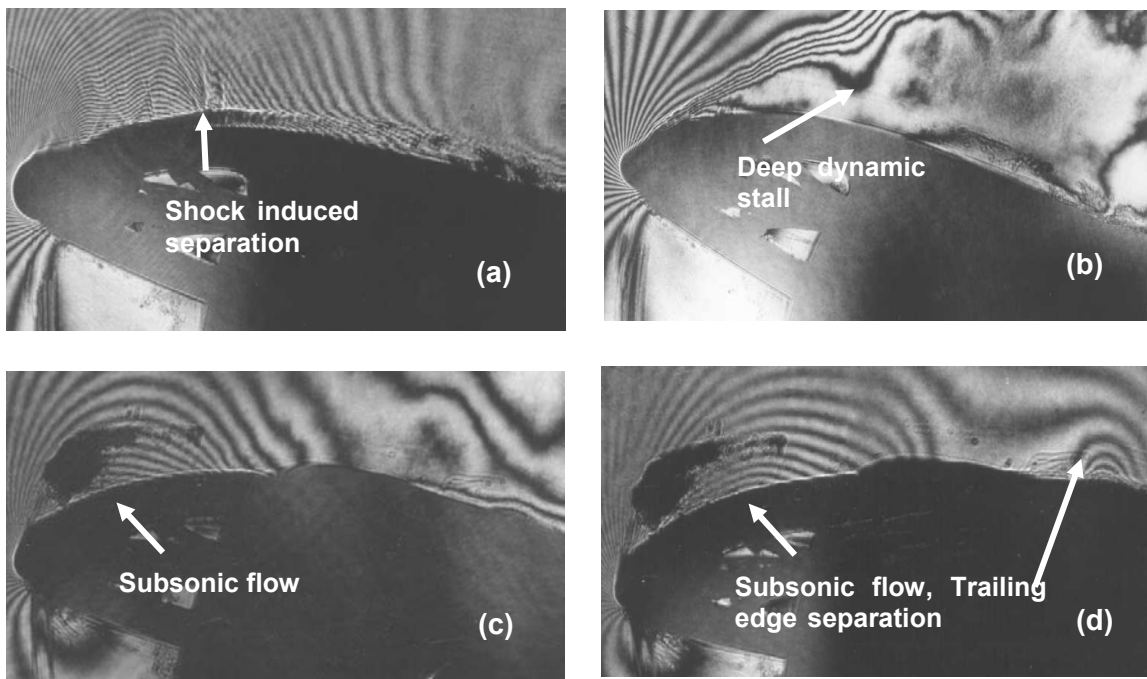 Shock induced
separation
(a)
Deep dynamic
stall
(b)
Subsonic flow
(c)
Subsonic flow, Trailing
edge separation
(d)